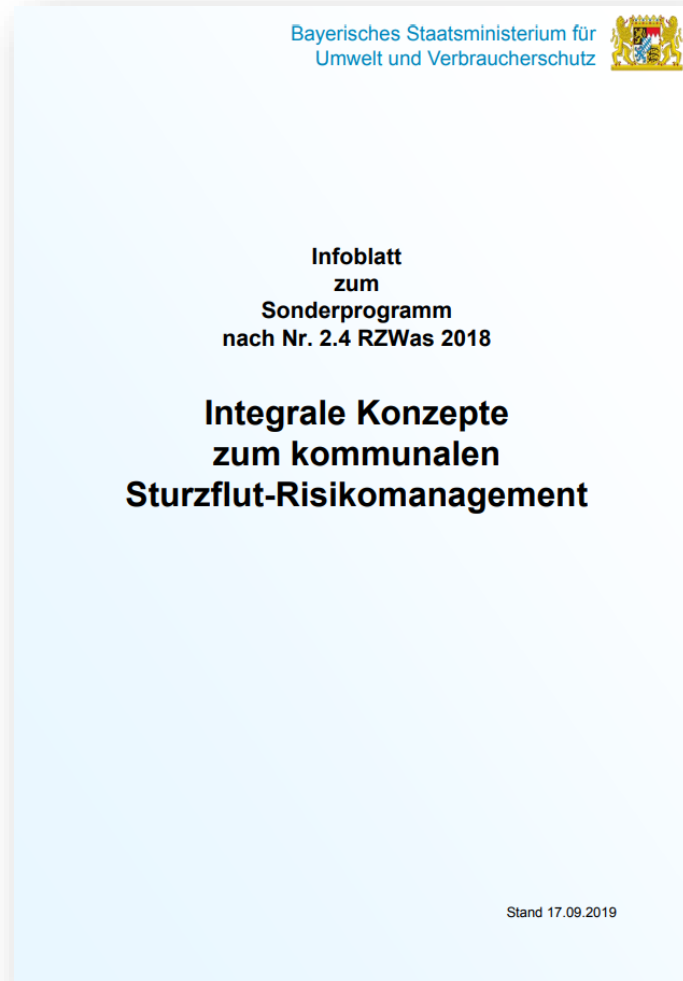 Bayerisches Staatsministerium für
Umwelt und Verbraucherschutz
Infoblatt
zum
Sonderprogramm
nach Nr. 2.4 RZWas 2018
Integrale Konzepte
zum kommunalen
Sturzflut-Risikomanagement
Stand 17.09.2019